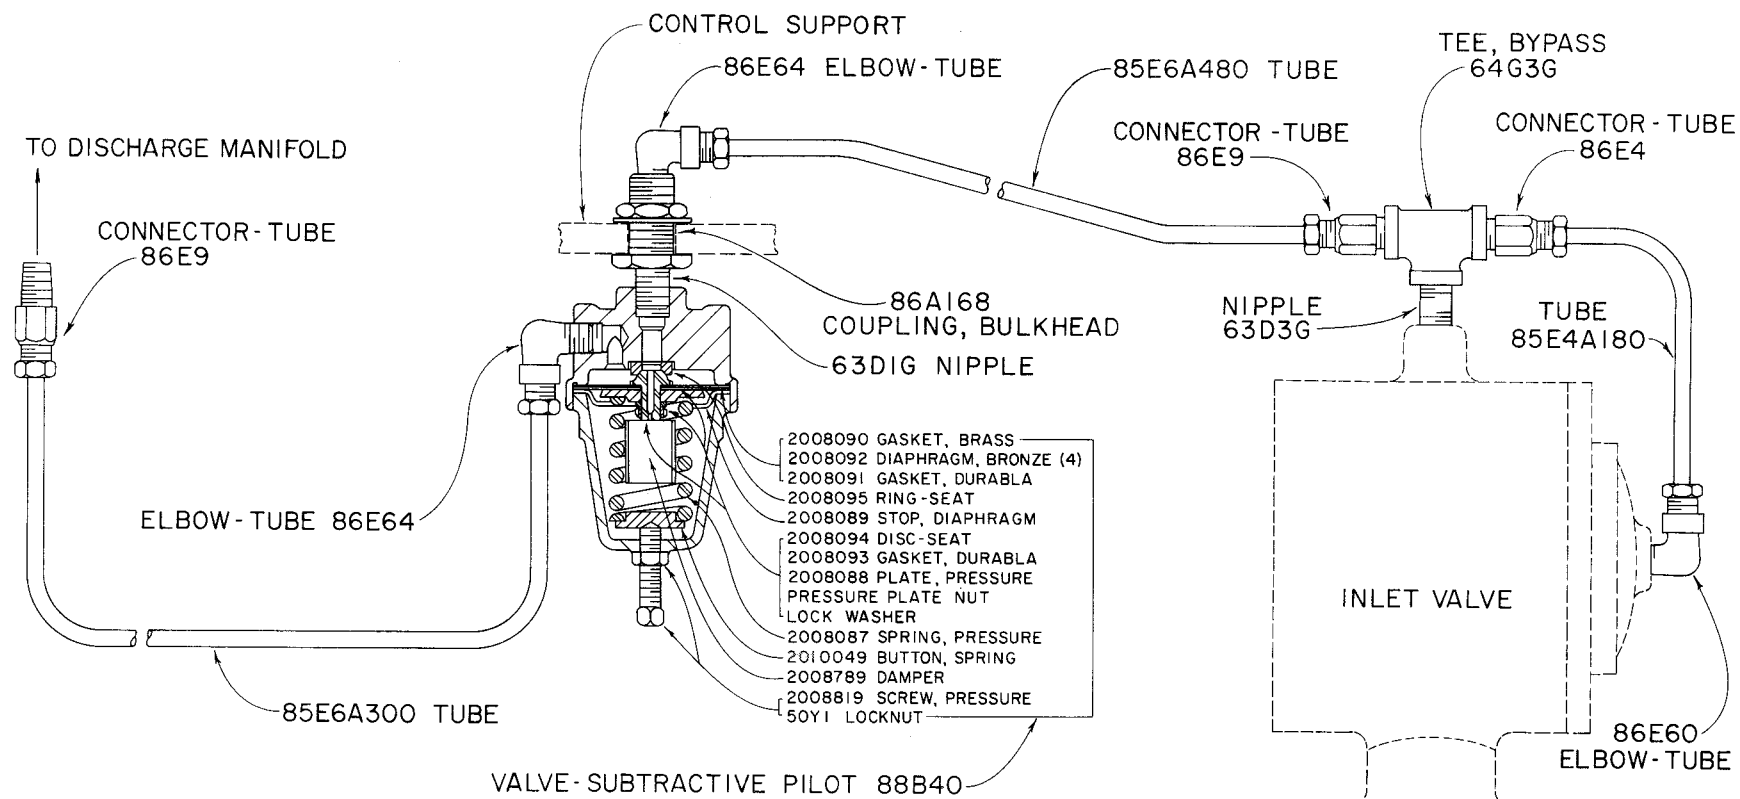 CONTROL SUPPORT
86E64 ELBOW-TUBE
85E6A480 TUBE
TEE, BYPASS
64G3G
CONNECTOR-TUBE
86E9
CONNECTOR-TUBE
86E4
TO DISCHARGE MANIFOLD
CONNECTOR-TUBE
86E9
86A168
COUPLING, BULKHEAD
63D1G NIPPLE
NIPPLE
63D3G
TUBE
85E4A180
ELBOW-TUBE 86E64
2008090 GASKET, BRASS
2008092 DIAPHRAGM, BRONZE (4)
2008091 GASKET, DURABLA
2008095 RING-SEAT
2008089 STOP, DIAPHRAGM
2008094 DISC-SEAT
2008093 GASKET, DURABLA
2008088 PLATE, PRESSURE
PRESSURE PLATE NUT
LOCK WASHER
2008087 SPRING, PRESSURE
2010049 BUTTON, SPRING
2008789 DAMPER
2008819 SCREW, PRESSURE
50Y1 LOCKNUT
INLET VALVE
85E6A300 TUBE
86E60
ELBOW-TUBE
VALVE-SUBTRACTIVE PILOT 88B40